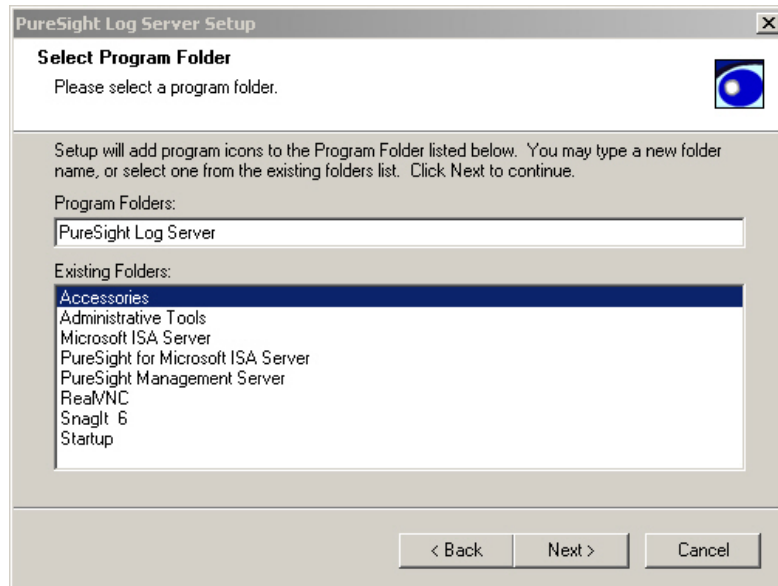 PureSight Log Server Setup
Select Program Folder
Please select a program folder.
Setup will add program icons to the Program Folder listed below. You may type a new folder
name, or select one from the existing folders list. Click Next to continue.
Program Folders:
PureSight Log Server
Existing Folders:
Accessories
Administrative Tools
Microsoft ISA Server
PureSight for Microsoft ISA Server
PureSight Management Server
RealVNC
SnagIt 6
Startup
< Back Next > Cancel